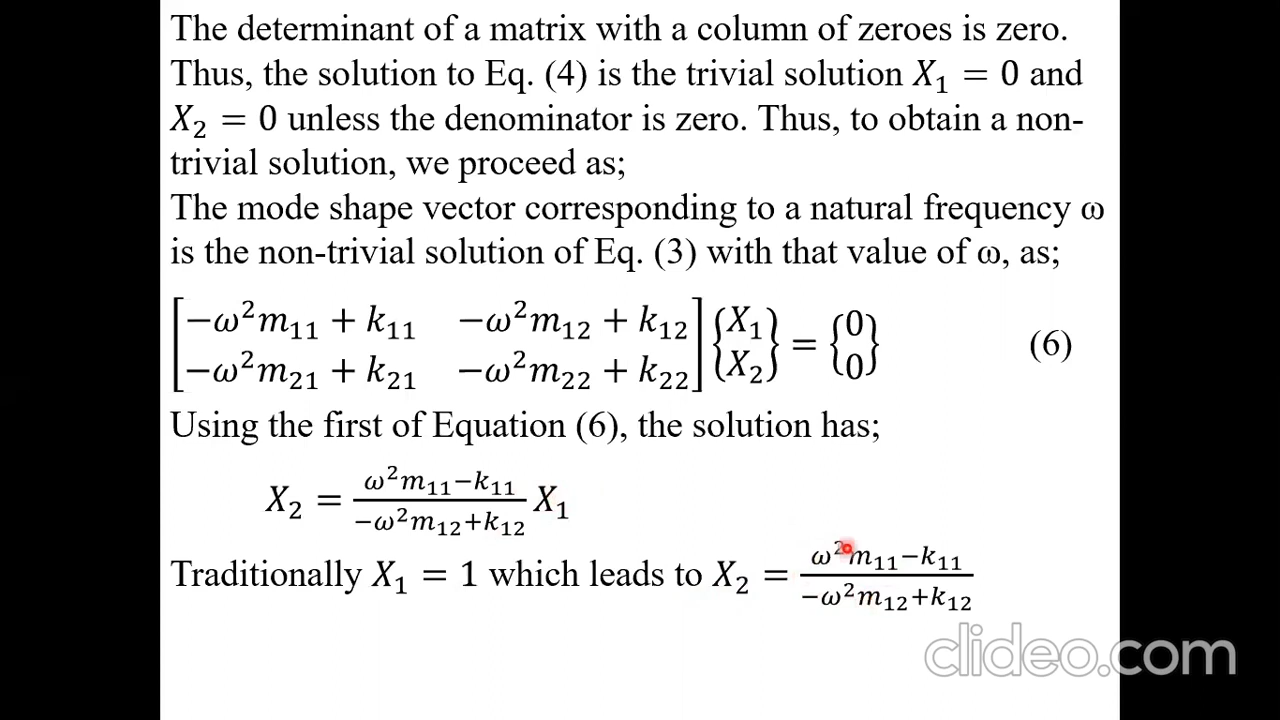 The determinant of a matrix with a column of zeroes is zero.
Thus, the solution to Eq. (4) is the trivial solution X₁ = 0 and
X₂ = 0 unless the denominator is zero. Thus, to obtain a non-
trivial solution, we proceed as;
The mode shape vector corresponding to a natural frequency ω
is the non-trivial solution of Eq. (3) with that value of ω, as;
[−ω²m₁₁ + k₁₁ −ω²m₁₂ + k₁₂] {X₁} = {0} (6)
[−ω²m₂₁ + k₂₁ −ω²m₂₂ + k₂₂] {X₂} {0}
Using the first of Equation (6), the solution has;
X₂ = (ω²m₁₁−k₁₁)/(−ω²m₁₂+k₁₂) X₁
Traditionally X₁ = 1 which leads to X₂ = (ω²m₁₁−k₁₁)/(−ω²m₁₂+k₁₂)
clideo.com